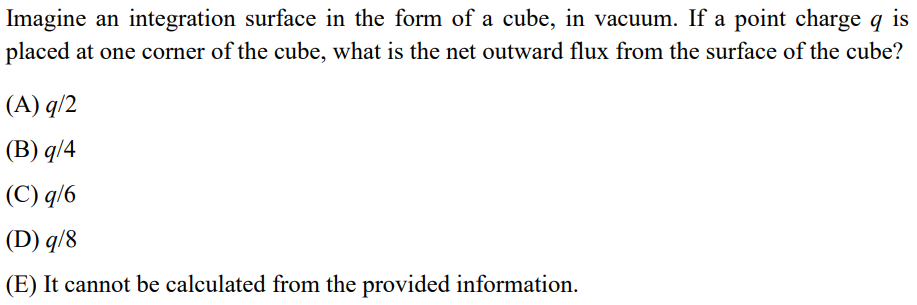 Imagine an integration surface in the form of a cube, in vacuum. If a point charge q is
placed at one corner of the cube, what is the net outward flux from the surface of the cube?
(A) q/2
(B) q/4
(C) q/6
(D) q/8
(E) It cannot be calculated from the provided information.